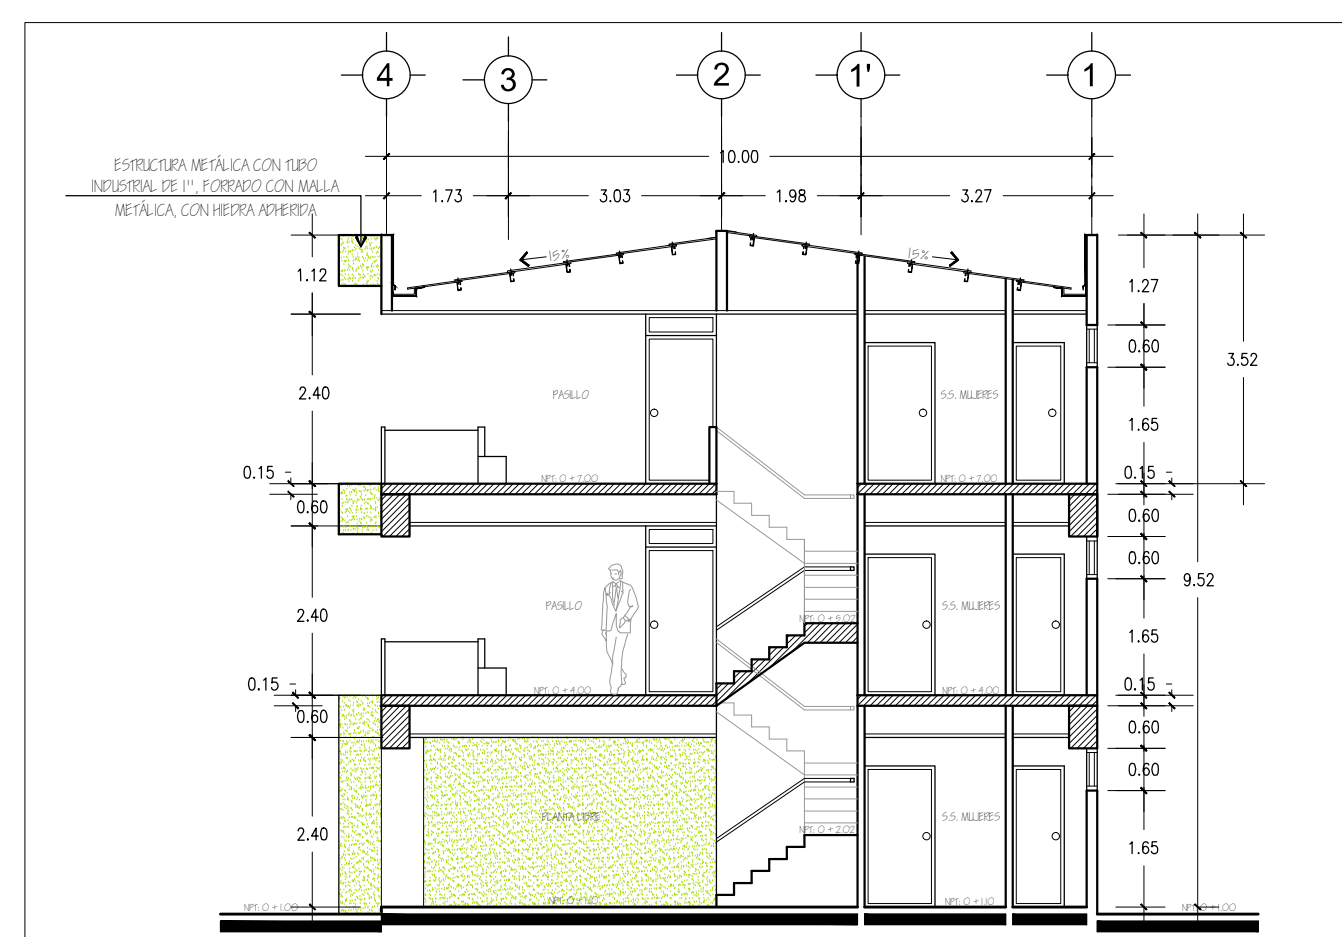 4
3
2
1'
1
10.00
1.73
3.03
1.98
3.27
ESTRUCTURA METÁLICA CON TUBO
INDUSTRIAL DE 1'', FORRADO CON MALLA
METÁLICA, CON HIEDRA ADHERIDA
15%
15%
1.12
1.27
0.60
3.52
2.40
PASILLO
S.S. MUJERES
1.65
0.15
NPT: 0 + 7.00
NPT: 0 + 7.00
0.15
0.60
0.60
0.60
9.52
2.40
PASILLO
NPT: 0 + 5.02
S.S. MUJERES
1.65
0.15
NPT: 0 + 4.00
NPT: 0 + 4.00
0.15
0.60
0.60
0.60
2.40
PLANTA LIBRE
NPT: 0 + 2.02
S.S. MUJERES
1.65
NPT: 0 + 1.00
NPT: 0 + 1.10
NPT: 0 + 1.10
NPT: 0 + 1.00